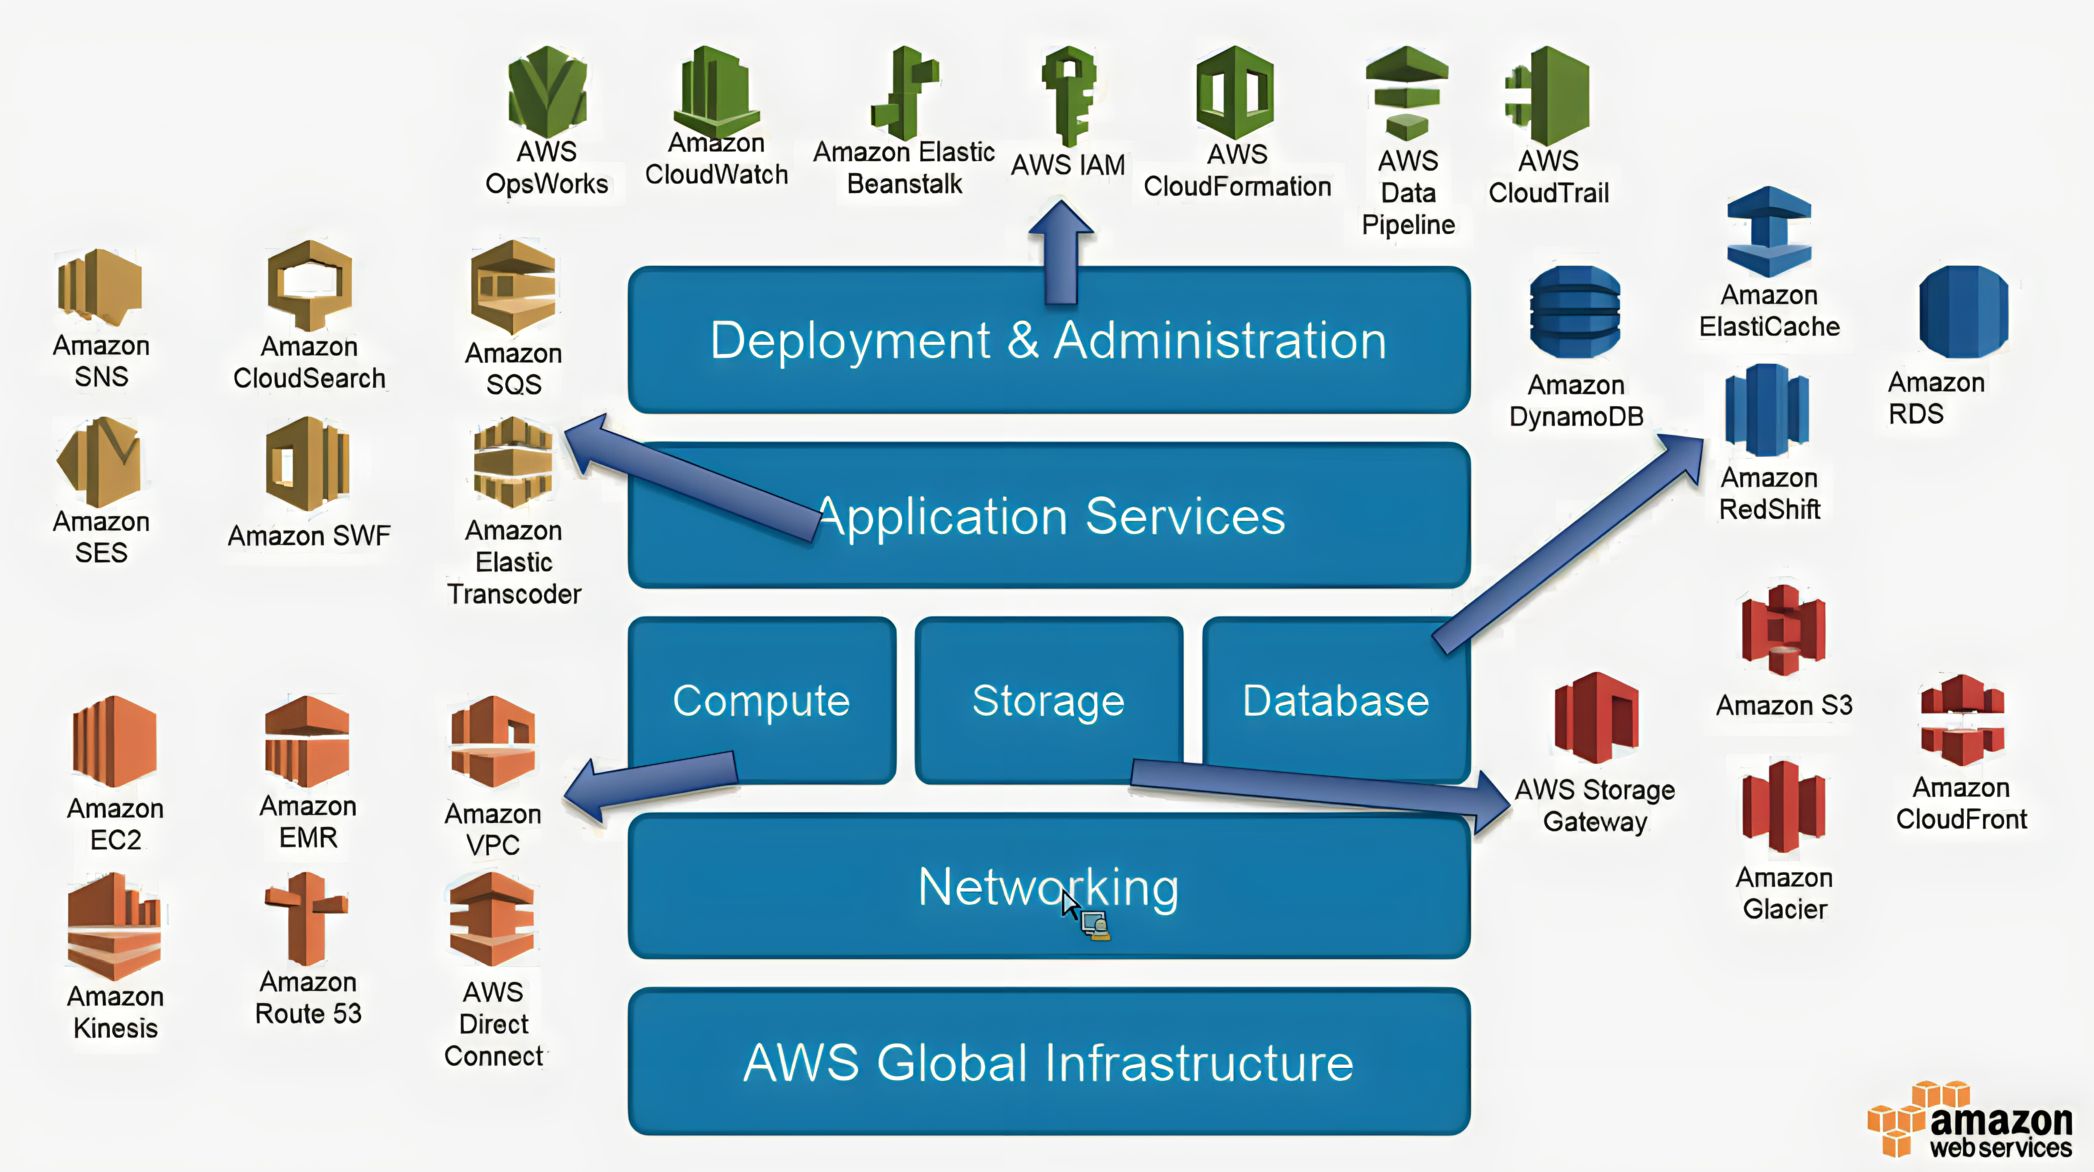 AWS
OpsWorks
Amazon
CloudWatch
Amazon Elastic
Beanstalk
AWS IAM
AWS
CloudFormation
AWS
Data
Pipeline
AWS
CloudTrail
Amazon
SNS
Amazon
CloudSearch
Amazon
SQS
Amazon
SES
Amazon SWF
Amazon
Elastic
Transcoder
Deployment & Administration
Application Services
Compute
Storage
Database
Networking
AWS Global Infrastructure
Amazon
ElastiCache
Amazon
DynamoDB
Amazon
RDS
Amazon
RedShift
Amazon S3
AWS Storage
Gateway
Amazon
CloudFront
Amazon
Glacier
Amazon
EC2
Amazon
EMR
Amazon
VPC
Amazon
Kinesis
Amazon
Route 53
AWS
Direct
Connect
amazon
web services